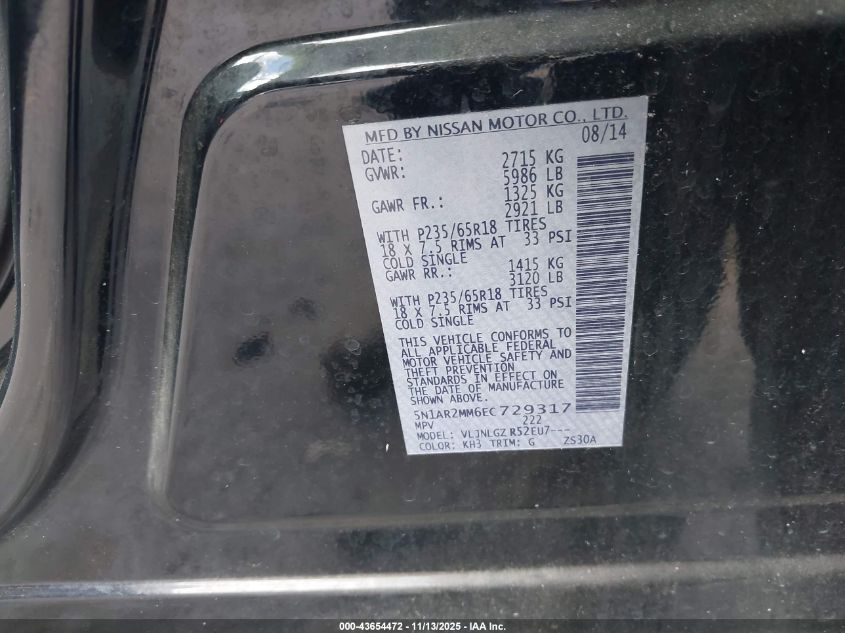 MFD BY NISSAN MOTOR CO., LTD.
DATE: 08/14
GVWR: 2715 KG
5986 LB
GAWR FR.: 1325 KG
2921 LB
WITH P235/65R18 TIRES
18 X 7.5 RIMS AT 33 PSI
COLD SINGLE
GAWR RR.: 1415 KG
3120 LB
WITH P235/65R18 TIRES
18 X 7.5 RIMS AT 33 PSI
COLD SINGLE
THIS VEHICLE CONFORMS TO
ALL APPLICABLE FEDERAL
MOTOR VEHICLE SAFETY AND
THEFT PREVENTION
STANDARDS IN EFFECT ON
THE DATE OF MANUFACTURE
SHOWN ABOVE.
5N1AR2MM6EC729317
MPV 222
MODEL: VLJNLGZ R52EU7---
COLOR: KH3 TRIM: G ZS30A
000-43654472 - 11/13/2025 - IAA Inc.